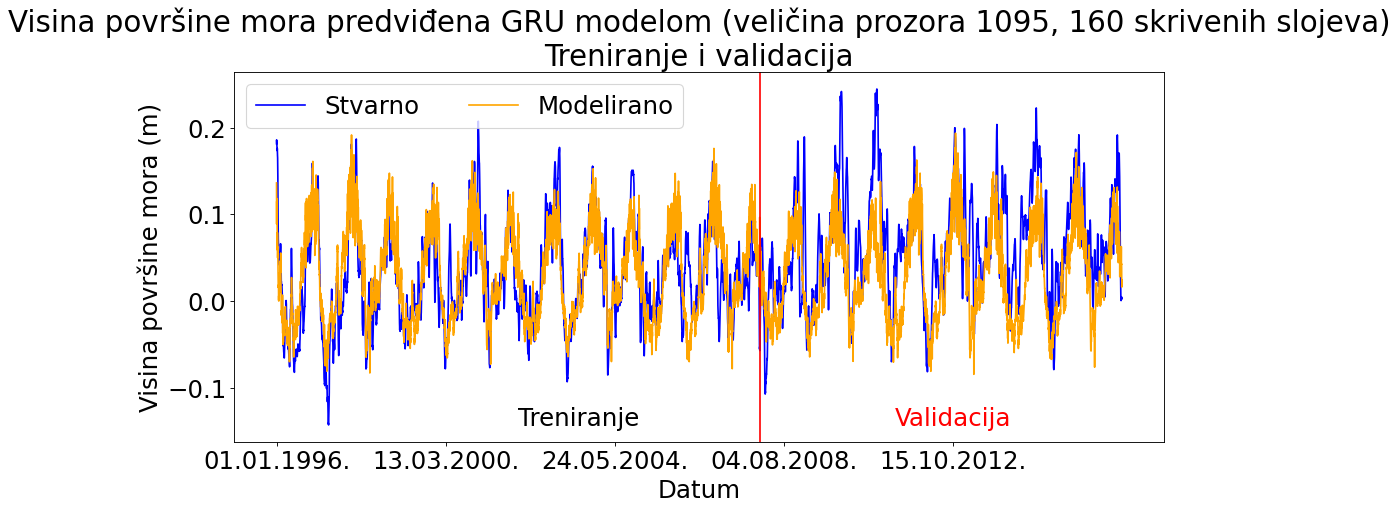 Visina površine mora predviđena GRU modelom (veličina prozora 1095, 160 skrivenih slojeva)
Treniranje i validacija
Stvarno
Modelirano
Visina površine mora (m)
0.2
0.1
0.0
−0.1
Treniranje
Validacija
01.01.1996.
13.03.2000.
24.05.2004.
04.08.2008.
15.10.2012.
Datum